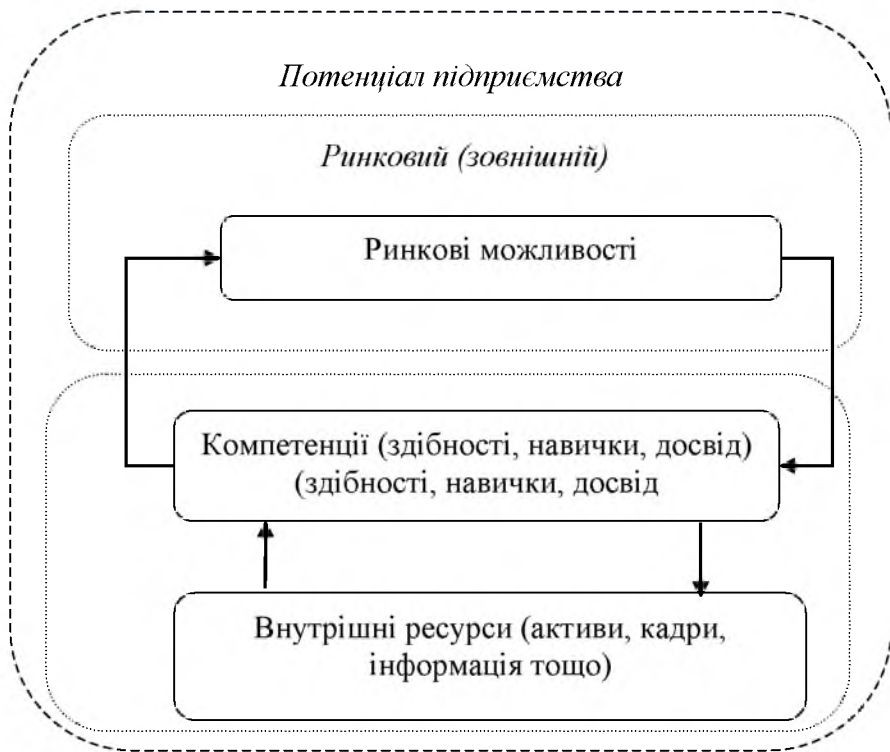 Потенціал підприємства
Ринковий (зовнішній)
Ринкові можливості
Компетенції (здібності, навички, досвід)
(здібності, навички, досвід
Внутрішні ресурси (активи, кадри,
інформація тощо)